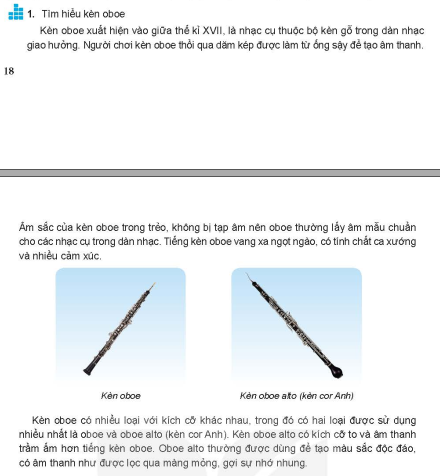 1. Tìm hiểu kèn oboe
Kèn oboe xuất hiện vào giữa thế kỉ XVII, là nhạc cụ thuộc bộ kèn gỗ trong dàn nhạc
giao hưởng. Người chơi kèn oboe thổi qua dăm kép được làm từ ống sậy để tạo âm thanh.
18
Âm sắc của kèn oboe trong trẻo, không bị tạp âm nên oboe thường lấy âm mẫu chuẩn
cho các nhạc cụ trong dàn nhạc. Tiếng kèn oboe vang xa ngọt ngào, có tính chất ca xướng
và nhiều cảm xúc.
Kèn oboe
Kèn oboe alto (kèn cor Anh)
Kèn oboe có nhiều loại với kích cỡ khác nhau, trong đó có hai loại được sử dụng
nhiều nhất là oboe và oboe alto (kèn cor Anh). Kèn oboe alto có kích cỡ to và âm thanh
trầm ấm hơn tiếng kèn oboe. Oboe alto thường được dùng để tạo màu sắc độc đáo,
có âm thanh như được lọc qua màng mỏng, gợi sự nhớ nhung.